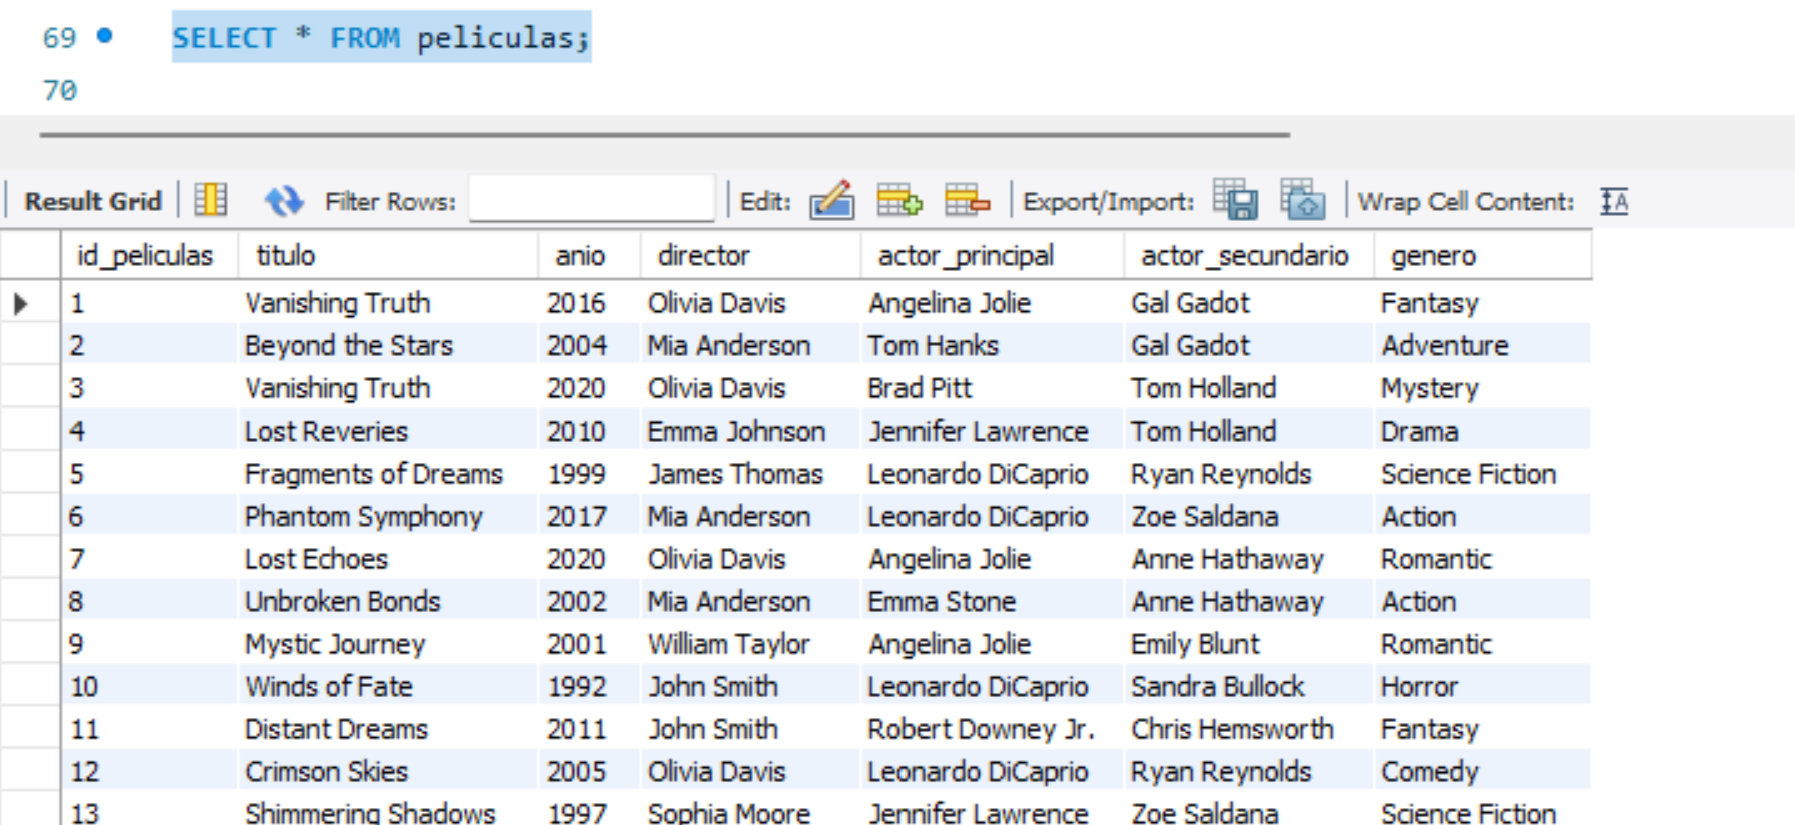 69 SELECT * FROM peliculas;
70
Result Grid Filter Rows: Edit: Export/Import: Wrap Cell Content: IA
id_peliculas titulo anio director actor_principal actor_secundario genero
1 Vanishing Truth 2016 Olivia Davis Angelina Jolie Gal Gadot Fantasy
2 Beyond the Stars 2004 Mia Anderson Tom Hanks Gal Gadot Adventure
3 Vanishing Truth 2020 Olivia Davis Brad Pitt Tom Holland Mystery
4 Lost Reveries 2010 Emma Johnson Jennifer Lawrence Tom Holland Drama
5 Fragments of Dreams 1999 James Thomas Leonardo DiCaprio Ryan Reynolds Science Fiction
6 Phantom Symphony 2017 Mia Anderson Leonardo DiCaprio Zoe Saldana Action
7 Lost Echoes 2020 Olivia Davis Angelina Jolie Anne Hathaway Romantic
8 Unbroken Bonds 2002 Mia Anderson Emma Stone Anne Hathaway Action
9 Mystic Journey 2001 William Taylor Angelina Jolie Emily Blunt Romantic
10 Winds of Fate 1992 John Smith Leonardo DiCaprio Sandra Bullock Horror
11 Distant Dreams 2011 John Smith Robert Downey Jr. Chris Hemsworth Fantasy
12 Crimson Skies 2005 Olivia Davis Leonardo DiCaprio Ryan Reynolds Comedy
13 Shimmering Shadows 1997 Sophia Moore Jennifer Lawrence Zoe Saldana Science Fiction